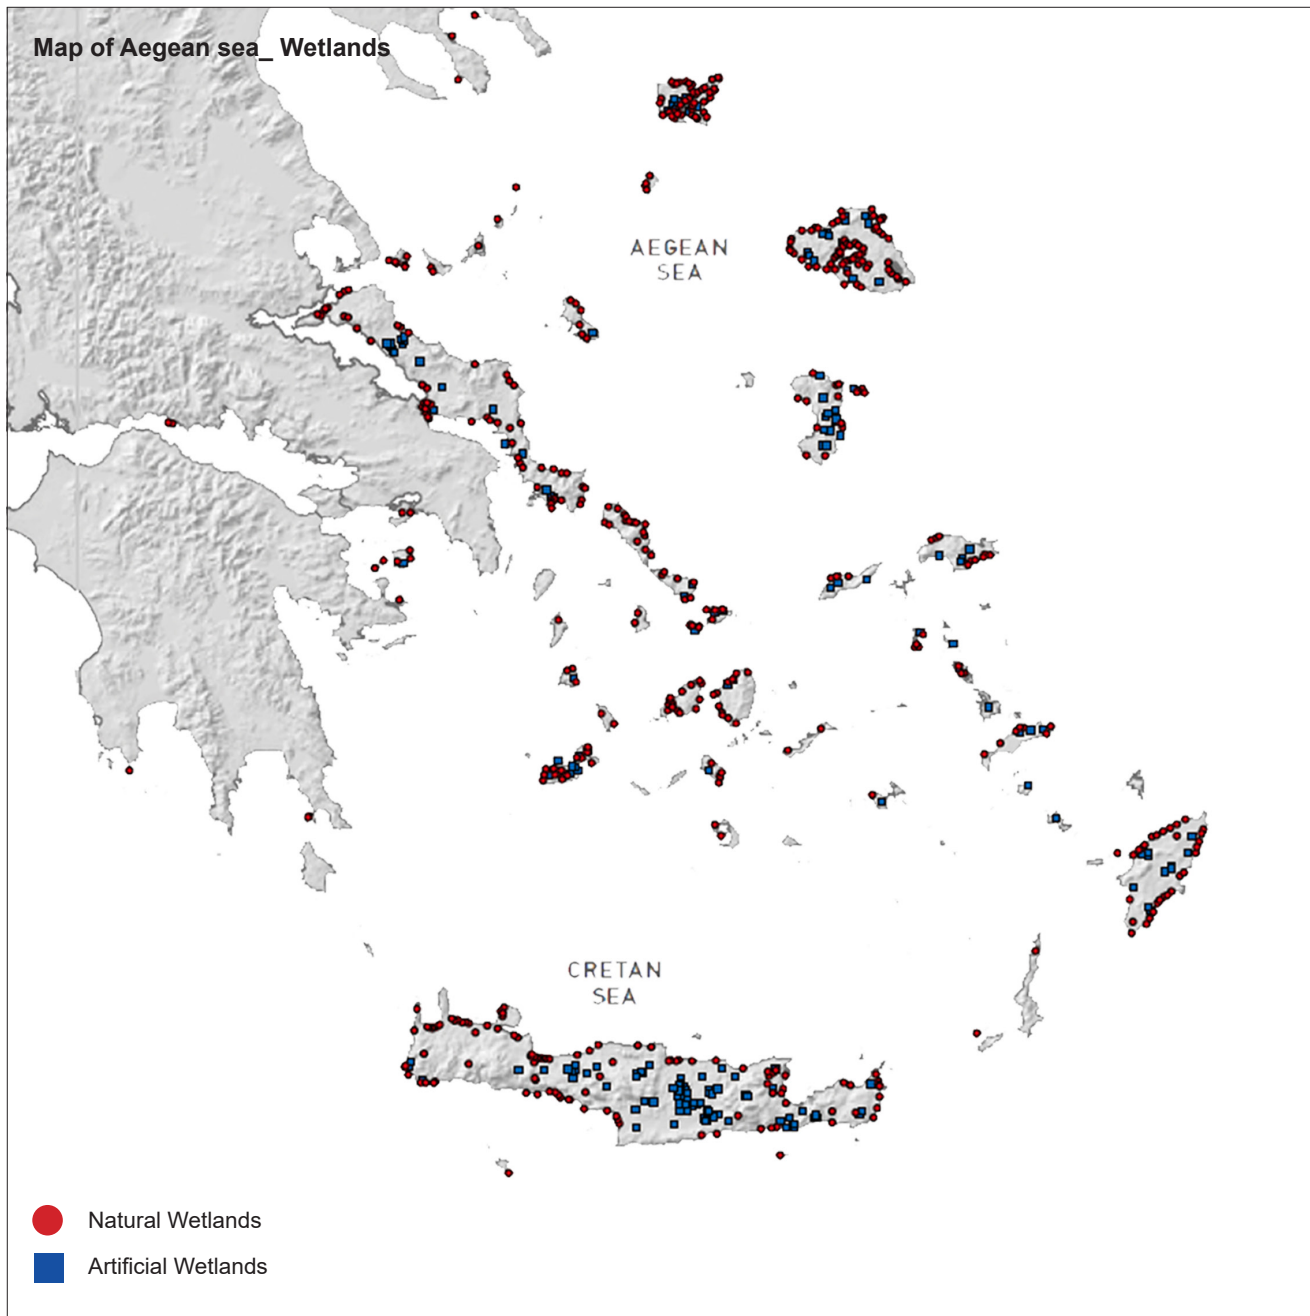 Map of Aegean sea_ Wetlands
AEGEAN
SEA
CRETAN
SEA
Natural Wetlands
Artificial Wetlands